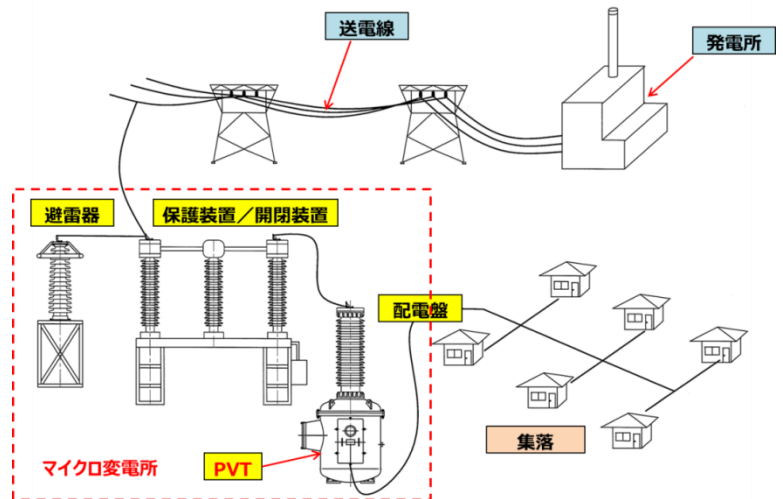 送電線
発電所
避雷器
保護装置／開閉装置
配電盤
集落
マイクロ変電所
PVT